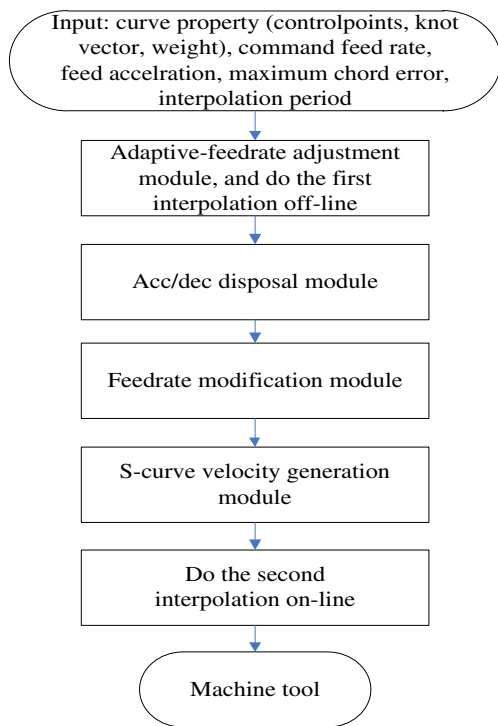 Input: curve property (controlpoints, knot
vector, weight), command feed rate,
feed accelration, maximum chord error,
interpolation period
Adaptive-feedrate adjustment
module, and do the first
interpolation off-line
Acc/dec disposal module
Feedrate modification module
S-curve velocity generation
module
Do the second
interpolation on-line
Machine tool